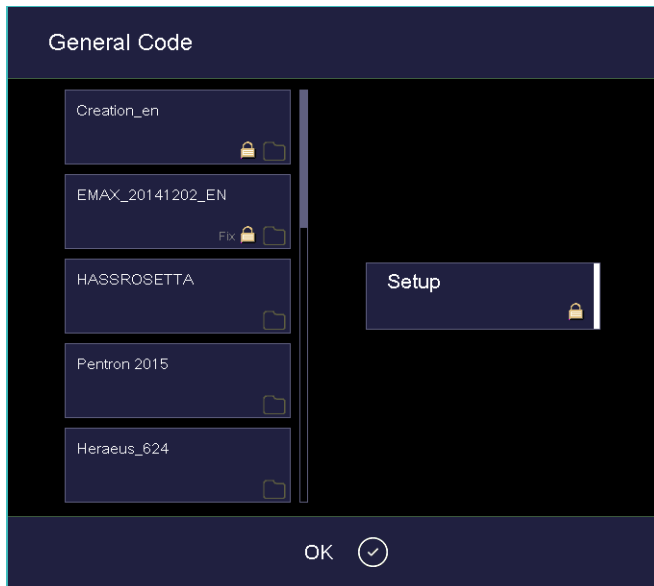 General Code
Creation_en
EMAX_20141202_EN
Fix
HASSROSETTA
Pentron 2015
Heraeus_624
Setup
OK